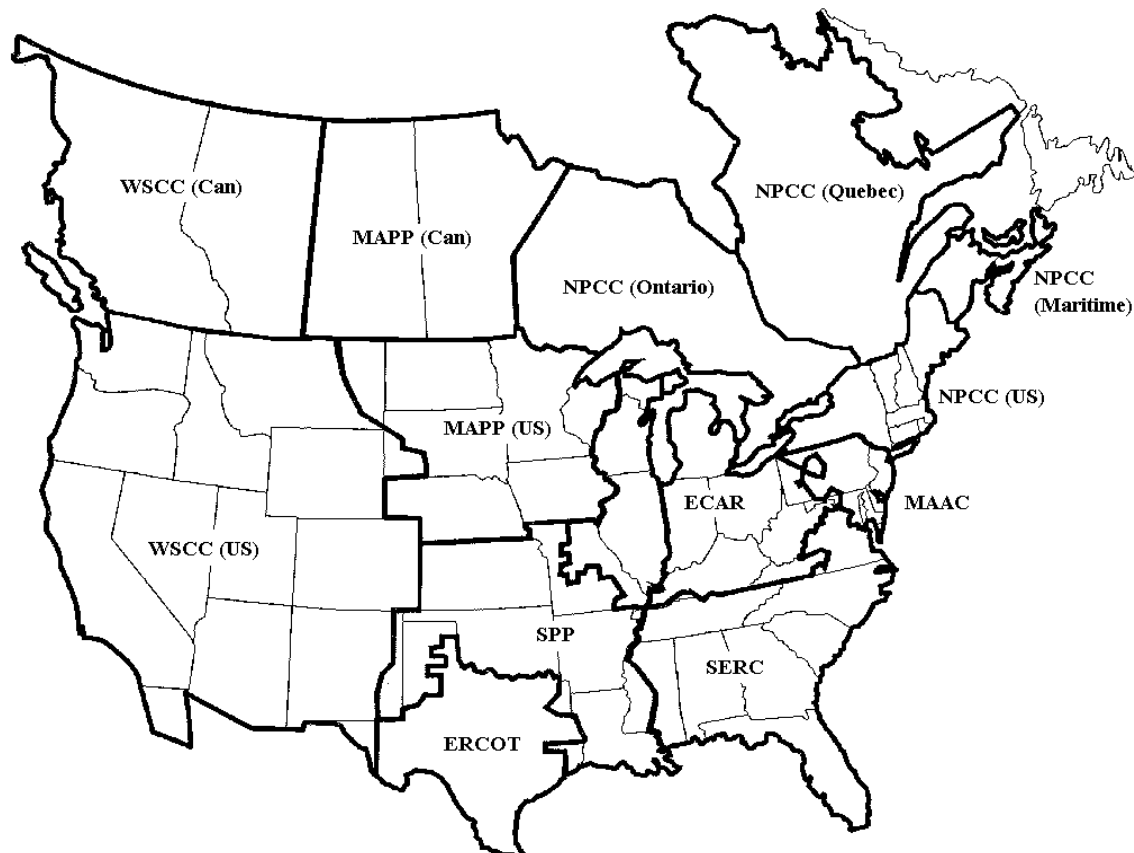 WSCC (Can)
NPCC (Quebec)
MAPP (Can)
NPCC (Ontario)
NPCC
(Maritime)
NPCC (US)
MAPP (US)
ECAR
MAAC
WSCC (US)
SPP
SERC
ERCOT